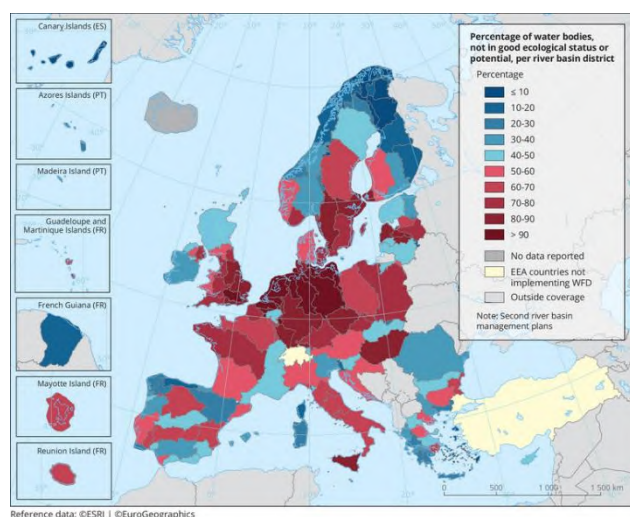 Canary Islands (ES)
Azores Islands (PT)
Madeira Island (PT)
Guadeloupe and
Martinique Islands (FR)
French Guiana (FR)
Mayotte Island (FR)
Reunion Island (FR)
Percentage of water bodies,
not in good ecological status or
potential, per river basin district
Percentage
≤ 10
10-20
20-30
30-40
40-50
50-60
60-70
70-80
80-90
> 90
No data reported
EEA countries not
implementing WFD
Outside coverage
Note: Second river basin
management plans
0 500 1 000 1 500 km
Reference data: ©ESRI | ©EuroGeographics